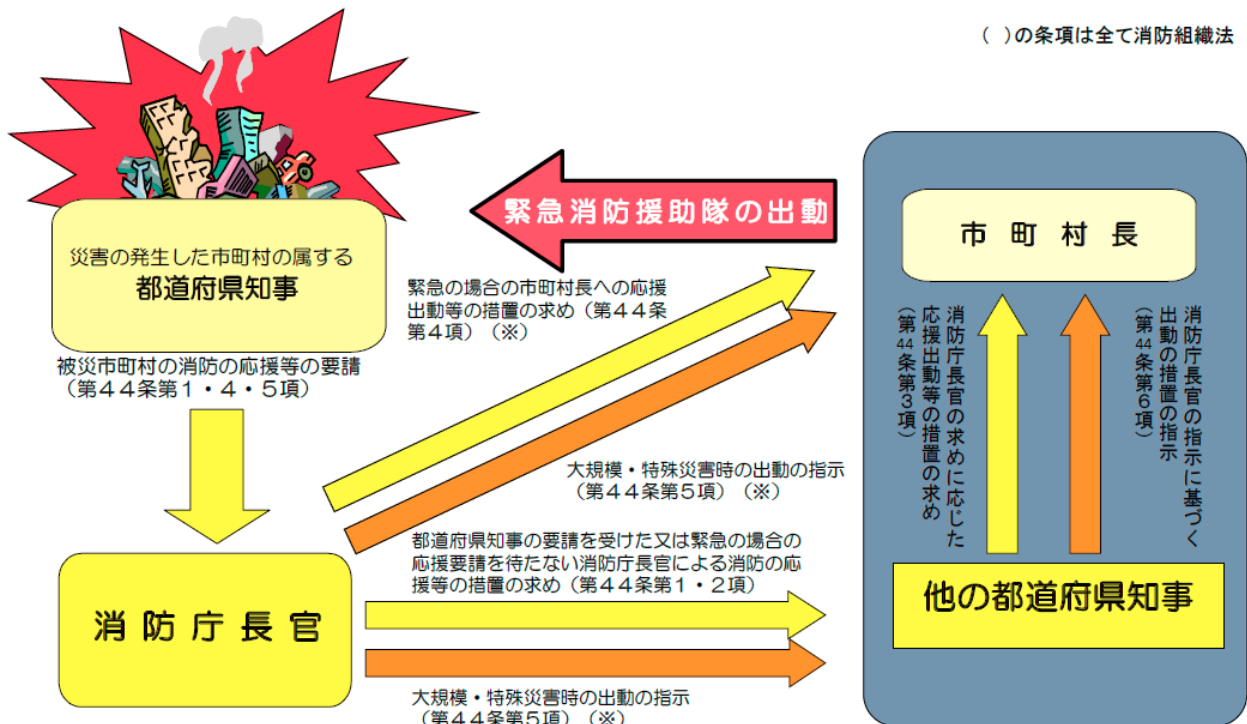 （ ）の条項は全て消防組織法
災害の発生した市町村の属する
都道府県知事
被災市町村の消防の応援等の要請
（第４４条第１・４・５項）
緊急消防援助隊の出動
緊急の場合の市町村長への応援
出動等の措置の求め（第４４条
第４項）（※）
大規模・特殊災害時の出動の指示
（第４４条第５項）（※）
消防庁長官
都道府県知事の要請を受けた又は緊急の場合の
応援要請を待たない消防庁長官による消防の応
援等の措置の求め（第４４条第１・２項）
大規模・特殊災害時の出動の指示
（第４４条第５項）（※）
市町村長
消防庁長官の指示に基づく
出動の措置の指示
（第44条第６項）
消防庁長官の求めに応じた
応援出動等の措置の求め
（第44条第３項）
他の都道府県知事